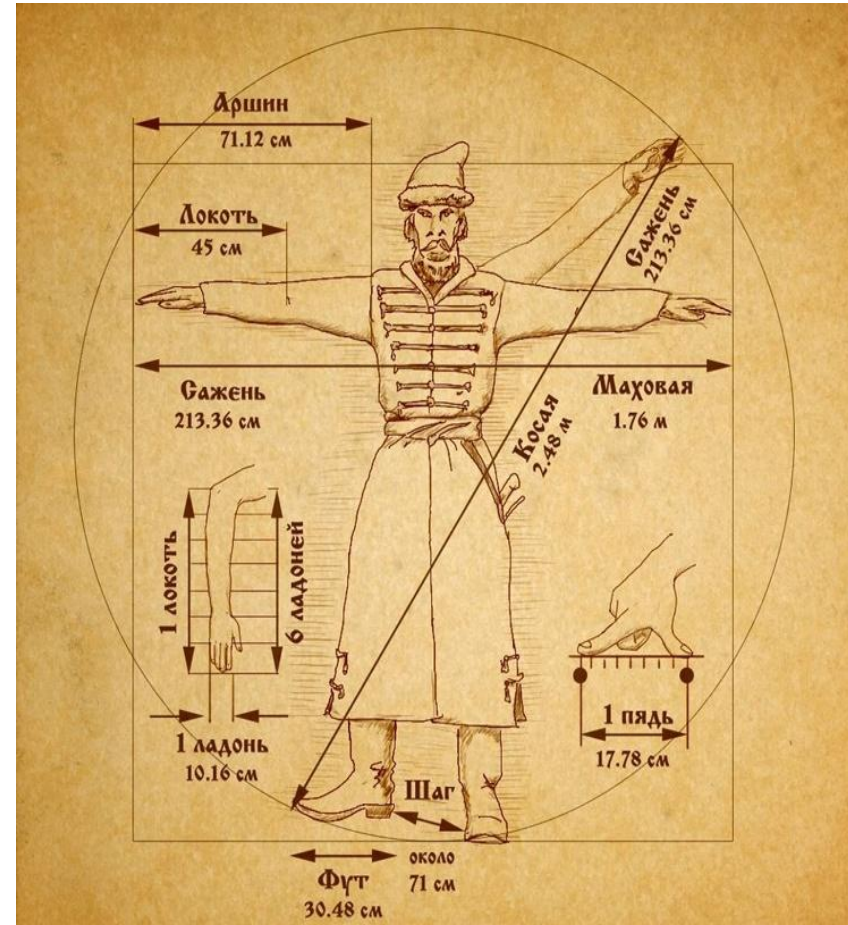 Аршин
71.12 см
Локоть
45 см
Сажень
213.36 см
Сажень
213.36 см
Маховая
1.76 м
Косая
2.48 м
1 локоть
6 ладоней
1 ладонь
10.16 см
1 пядь
17.78 см
Шаг
около
71 см
Фут
30.48 см